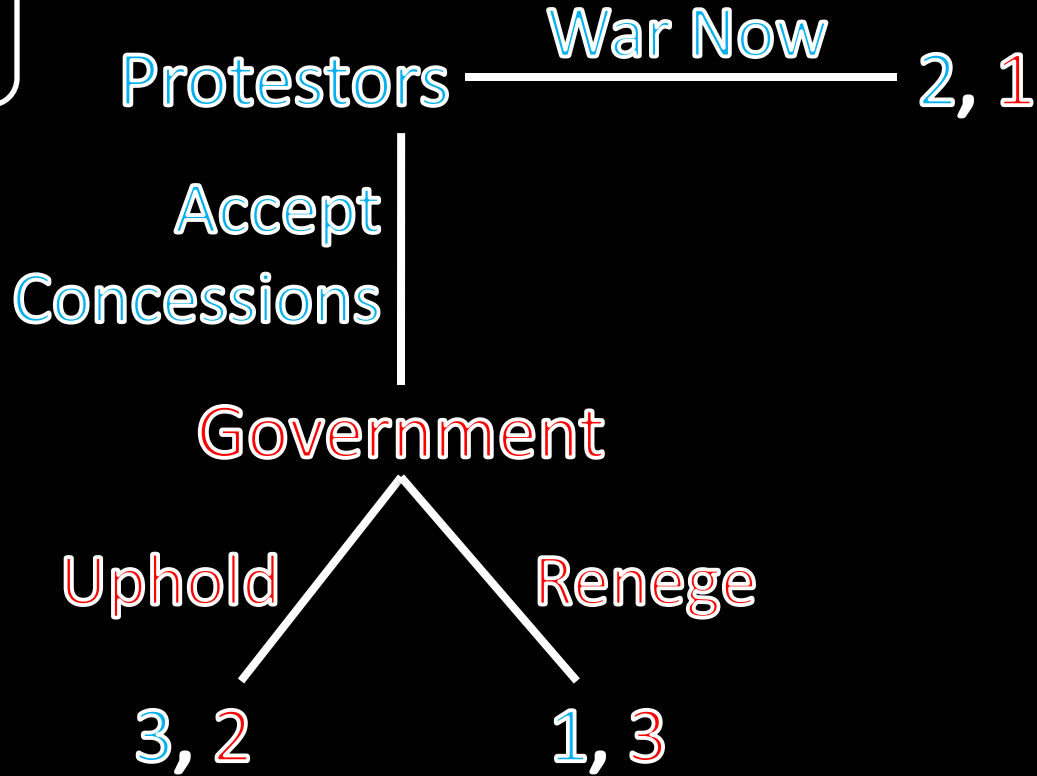 War Now
Protestors 2, 1
Accept
Concessions
Government
Uphold Renege
3, 2 1, 3